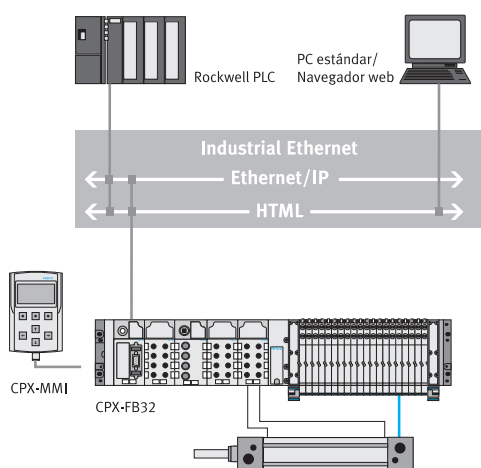 Rockwell PLC
PC estándar/
Navegador web
Industrial Ethernet
Ethernet/IP
HTML
CPX-MMI
CPX-FB32